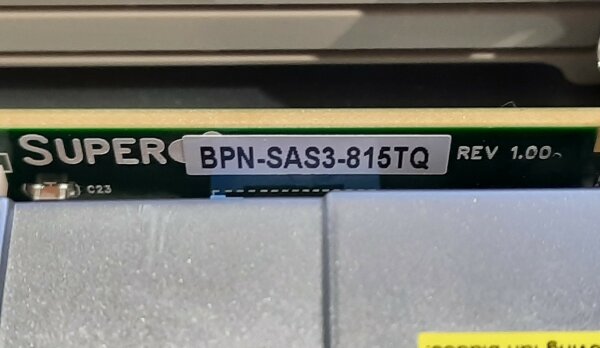 SUPER
BPN-SAS3-815TQ
REV 1.00
C23